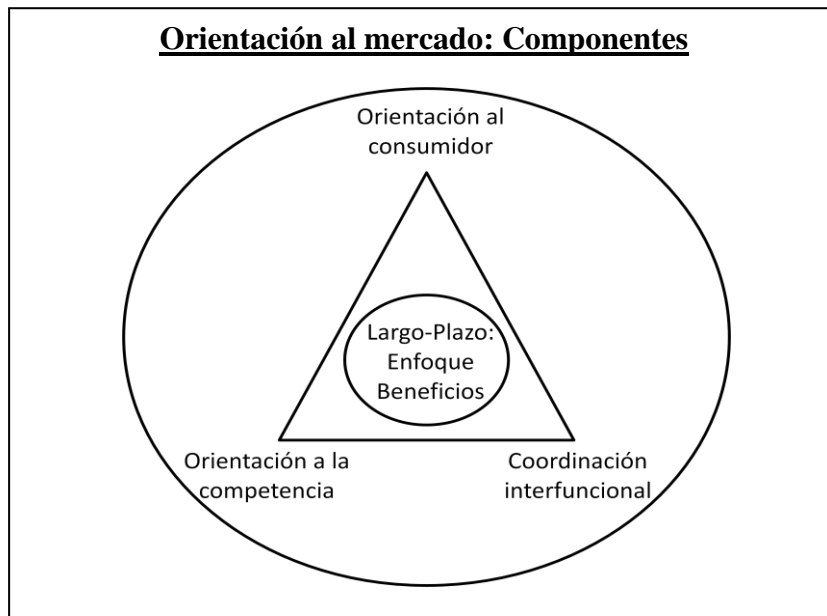 Orientación al mercado: Componentes
Orientación al
consumidor
Largo-Plazo:
Enfoque
Beneficios
Orientación a la
competencia
Coordinación
interfuncional